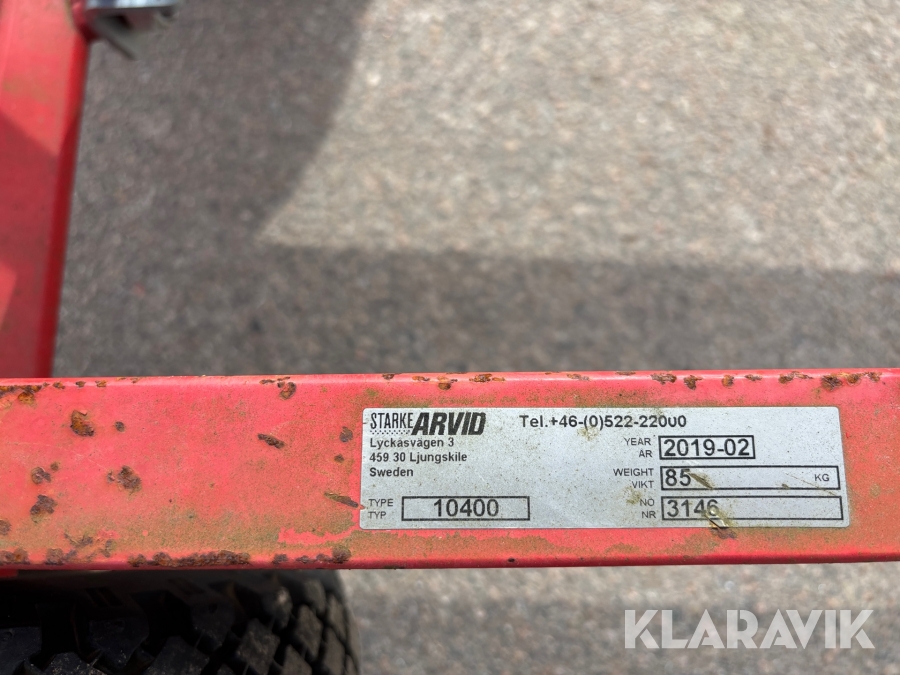 STARKE ARVID
Lyckåsvägen 3
459 30 Ljungskile
Sweden
TYPE
TYP
10400
Tel.+46-(0)522-22000
YEAR
ÅR
2019-02
WEIGHT
VIKT
85
KG
NO
NR
3146
KLARAVIK